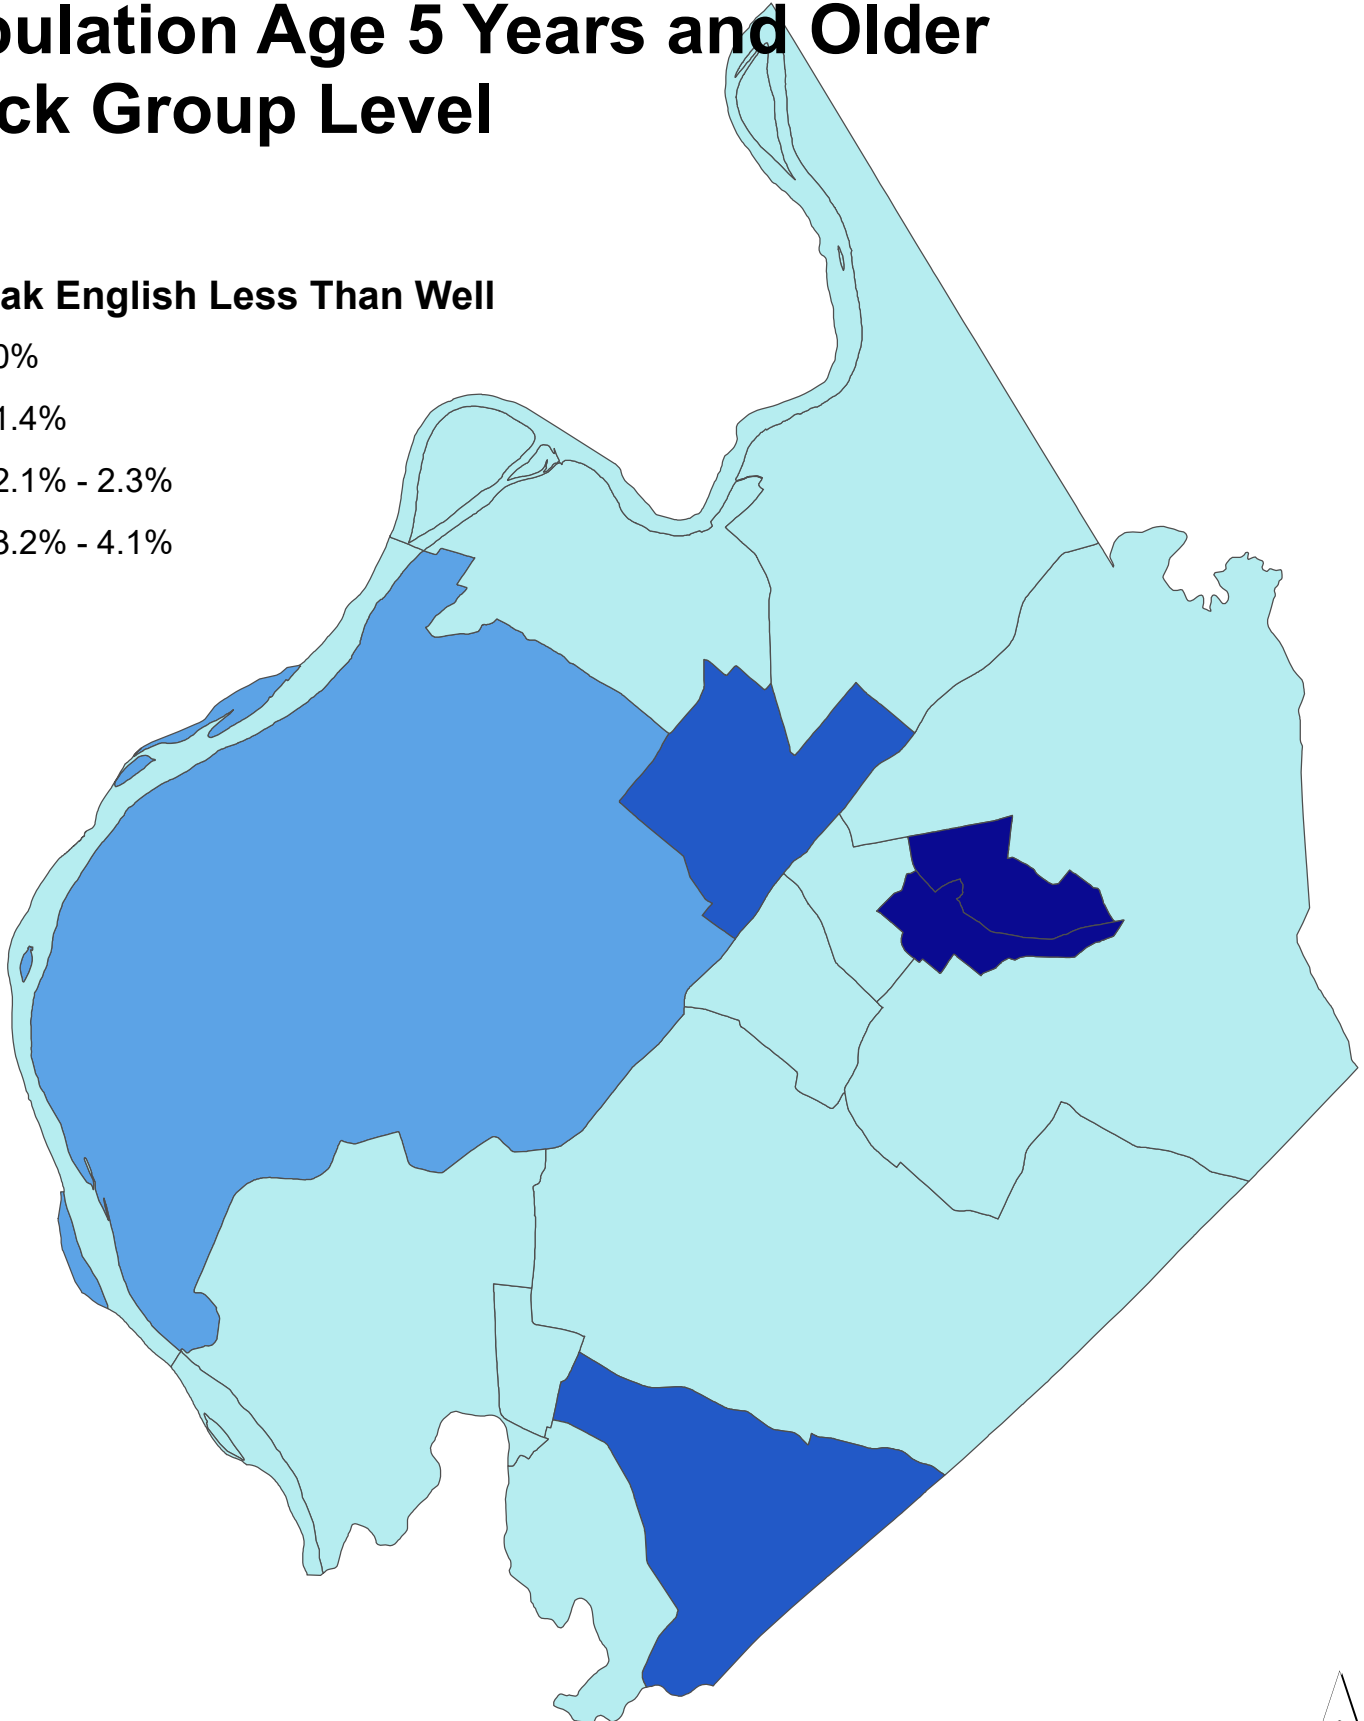 pulation Age 5 Years and Older
ck Group Level
ak English Less Than Well
0%
1.4%
2.1% - 2.3%
3.2% - 4.1%